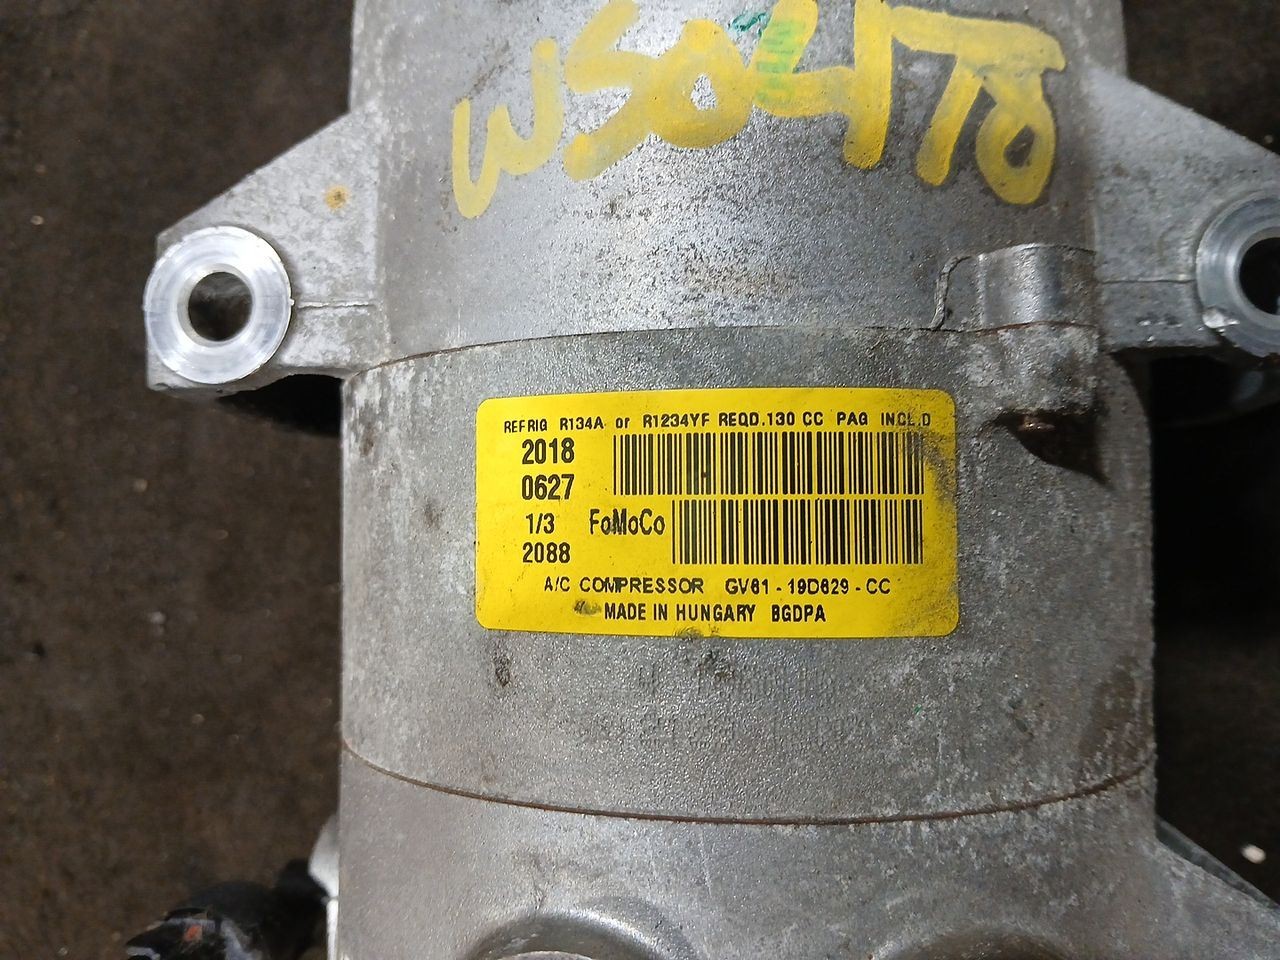 WS04178
REFRIG R134A or R1234YF REQD.130 CC PAG INCL.D
2018
0627
1/3 FoMoCo
2088
A/C COMPRESSOR GV61-19D629-CC
MADE IN HUNGARY BGDPA